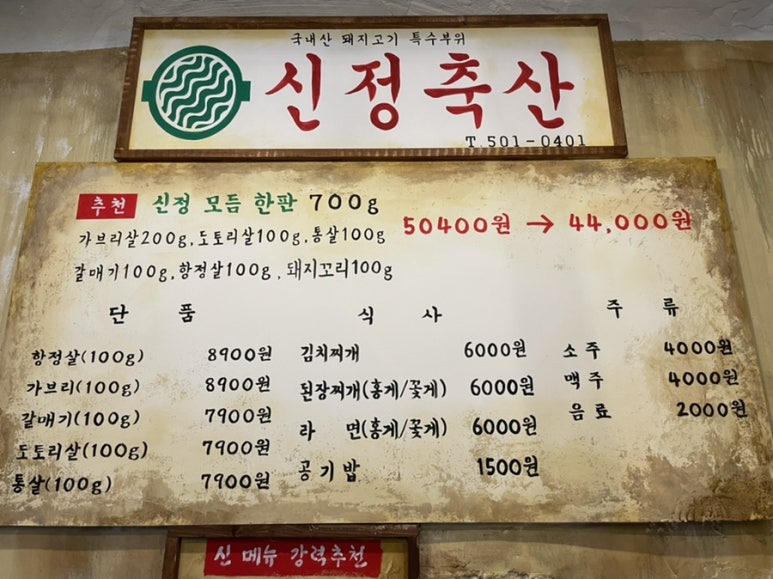 국내산 돼지고기 특수부위
신정축산
T.501-0401
추천 신정 모듬 한판 700g
50400원 → 44,000원
가브리살200g,도토리살100g,통살100g
갈매기100g,항정살100g,돼지꼬리100g
단 품
항정살(100g) 8900원
가브리(100g) 8900원
갈매기(100g) 7900원
도토리살(100g) 7900원
통살(100g) 7900원
식 사
김치찌개 6000원
된장찌개(홍게/꽃게) 6000원
라 면(홍게/꽃게) 6000원
공기밥 1500원
주 류
소주 4000원
맥주 4000원
음료 2000원
신 메뉴 강력추천